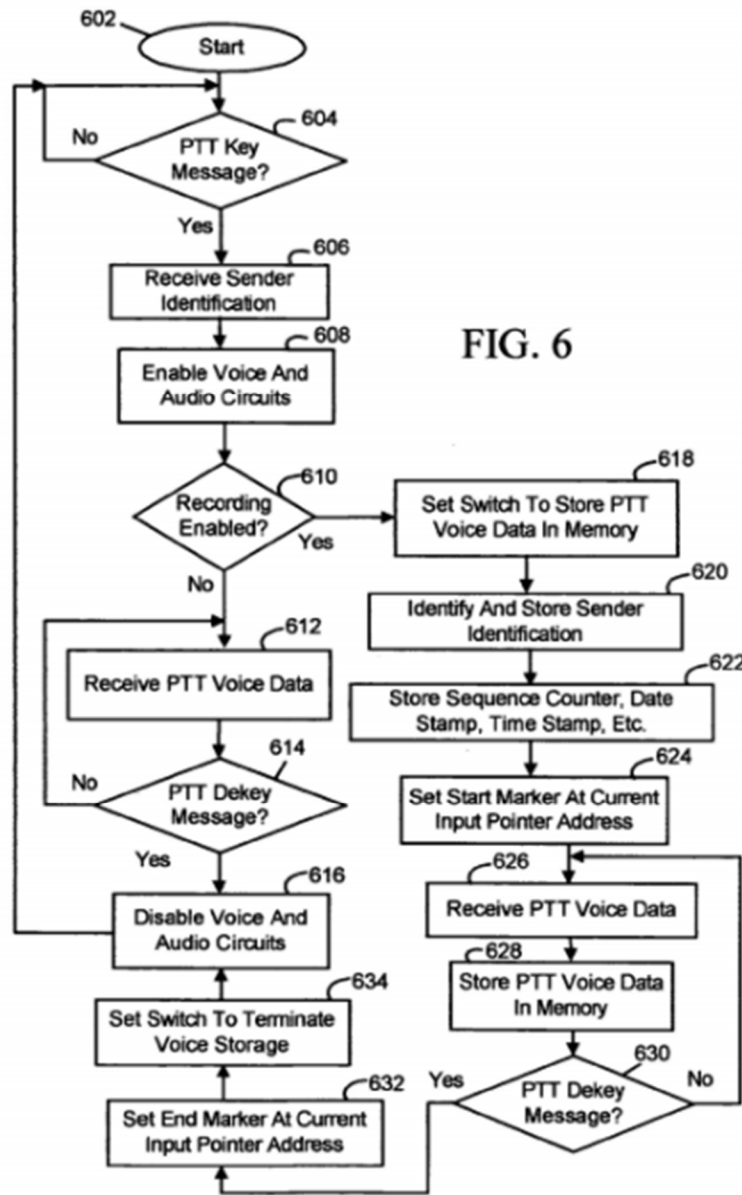 602
Start
604
No
PTT Key
Message?
Yes
606
Receive Sender
Identification
608
Enable Voice And
Audio Circuits
FIG. 6
610
Recording
Enabled?
Yes
No
618
Set Switch To Store PTT
Voice Data In Memory
620
Identify And Store Sender
Identification
612
Receive PTT Voice Data
622
Store Sequence Counter, Date
Stamp, Time Stamp, Etc.
614
No
PTT Dekey
Message?
Yes
624
Set Start Marker At Current
Input Pointer Address
616
Disable Voice And
Audio Circuits
626
Receive PTT Voice Data
628
Store PTT Voice Data
In Memory
634
Set Switch To Terminate
Voice Storage
630
Yes
PTT Dekey
Message?
No
632
Set End Marker At Current
Input Pointer Address